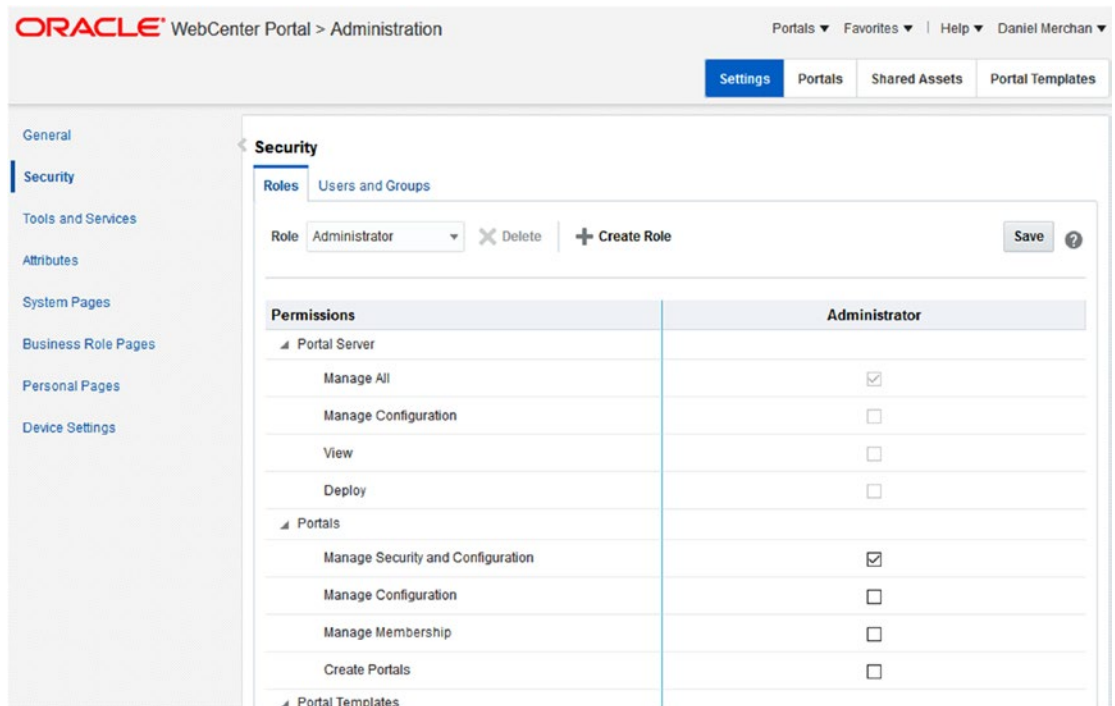 ORACLE® WebCenter Portal > Administration
Portals Favorites Help Daniel Merchan
Settings Portals Shared Assets Portal Templates
General
Security
Tools and Services
Attributes
System Pages
Business Role Pages
Personal Pages
Device Settings
Security
Roles Users and Groups
Role Administrator Delete Create Role Save ?
Permissions Administrator
Portal Server
Manage All
Manage Configuration
View
Deploy
Portals
Manage Security and Configuration
Manage Configuration
Manage Membership
Create Portals
Portal Templates